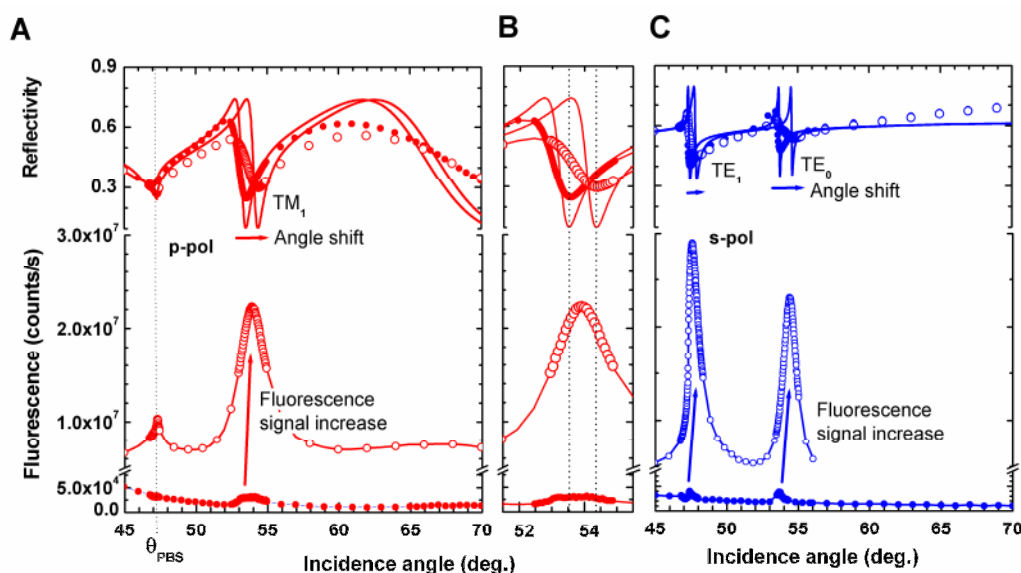 A
B
C
Reflectivity
0.9
0.6
0.3
TM1
Angle shift
p-pol
TE1
TE0
Angle shift
s-pol
Fluorescence (counts/s)
3.0x10^7
2.0x10^7
1.0x10^7
5.0x10^4
0.0
Fluorescence
signal increase
Fluorescence
signal increase
45 50 55 60 65 70
52 54
45 50 55 60 65 70
θPBS
Incidence angle (deg.)
Incidence angle (deg.)